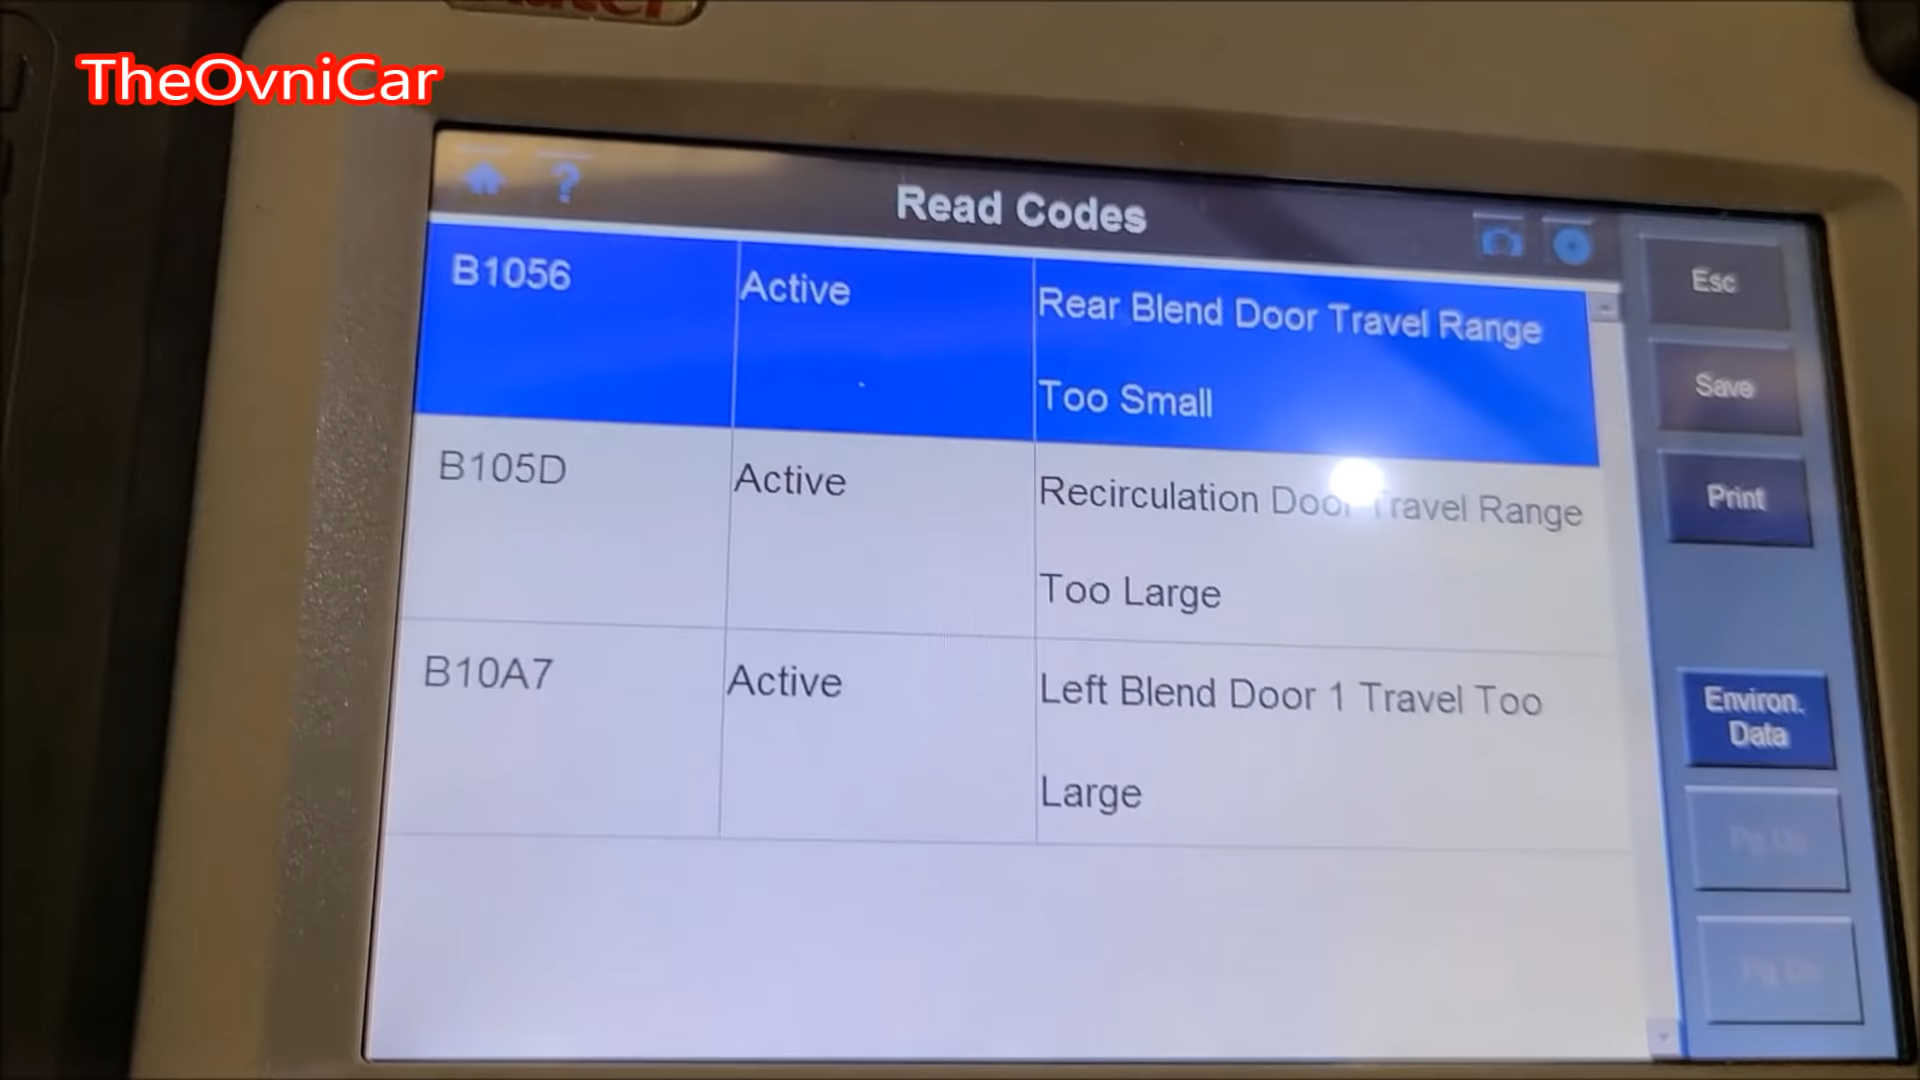 TheOvniCar
?
Read Codes
Esc
Save
Print
Environ.
Data
B1056 Active Rear Blend Door Travel Range
Too Small
B105D Active Recirculation Door Travel Range
Too Large
B10A7 Active Left Blend Door 1 Travel Too
Large